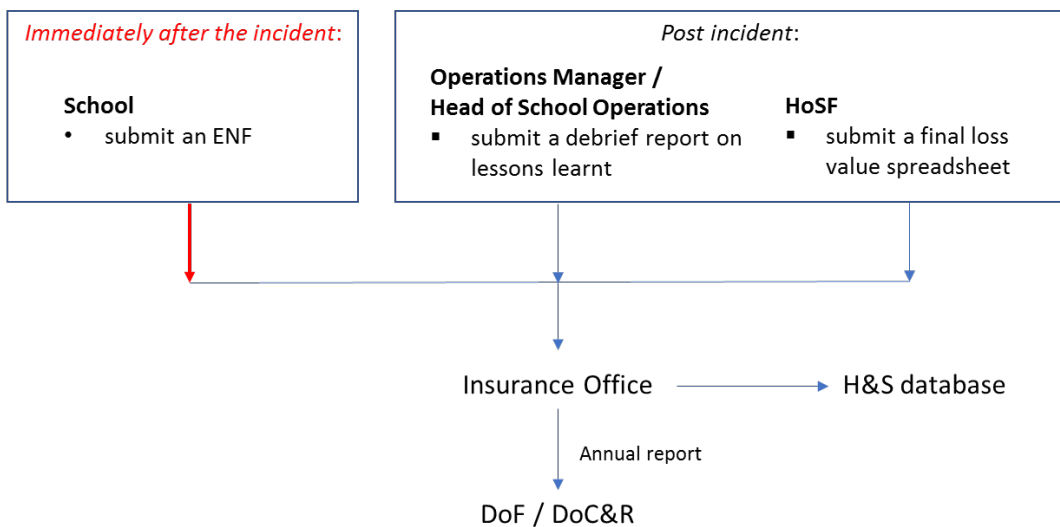 Immediately after the incident:
School
• submit an ENF
Post incident:
Operations Manager /
Head of School Operations
▪ submit a debrief report on
lessons learnt
HoSF
▪ submit a final loss
value spreadsheet
Insurance Office
H&S database
Annual report
DoF / DoC&R